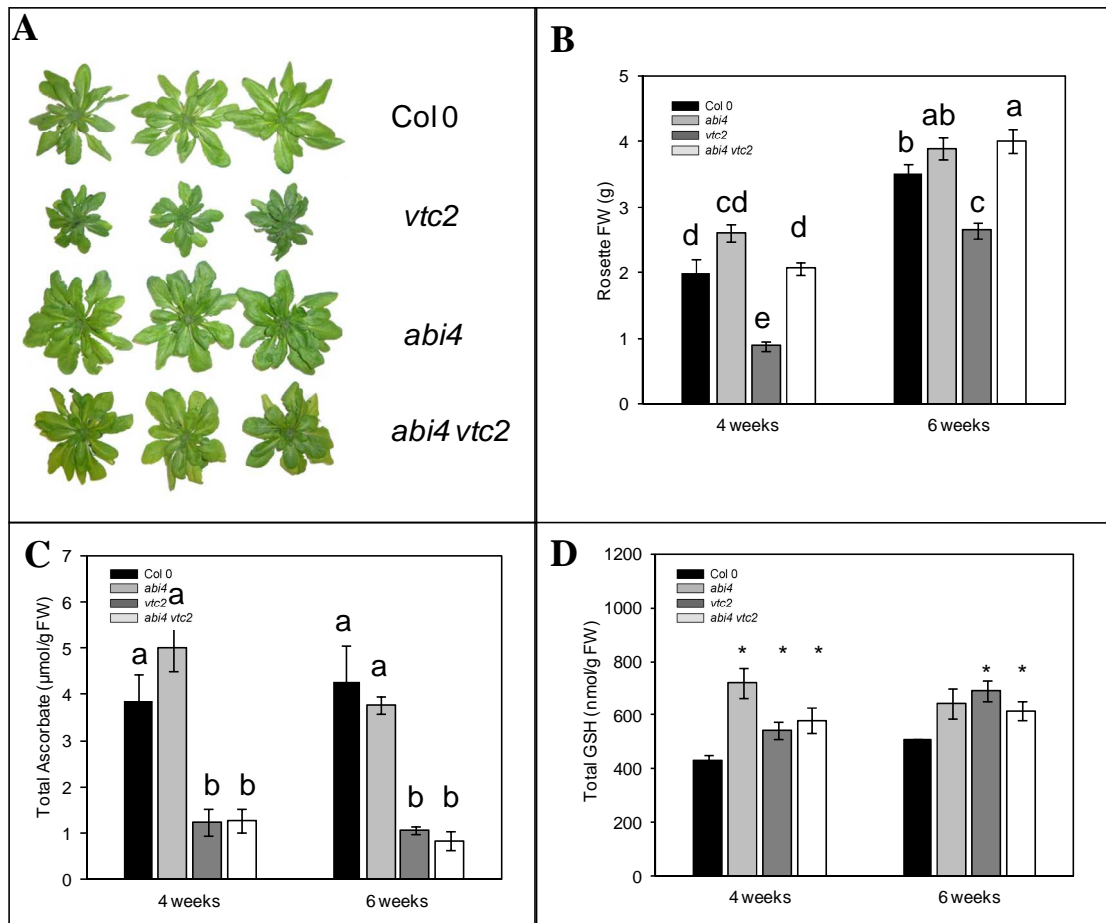 A
Col 0
vtc2
abi4
abi4 vtc2
B
Rosette FW (g)
5
4
3
2
1
0
Col 0
abi4
vtc2
abi4 vtc2
d
cd
e
d
b
ab
c
a
4 weeks
6 weeks
C
Total Ascorbate (µmol/g FW)
7
6
5
4
3
2
1
0
Col 0
abi4
vtc2
abi4 vtc2
a
a
b
b
a
a
b
b
4 weeks
6 weeks
D
Total GSH (nmol/g FW)
1200
1000
800
600
400
200
0
Col 0
abi4
vtc2
abi4 vtc2
* * *
* *
4 weeks
6 weeks